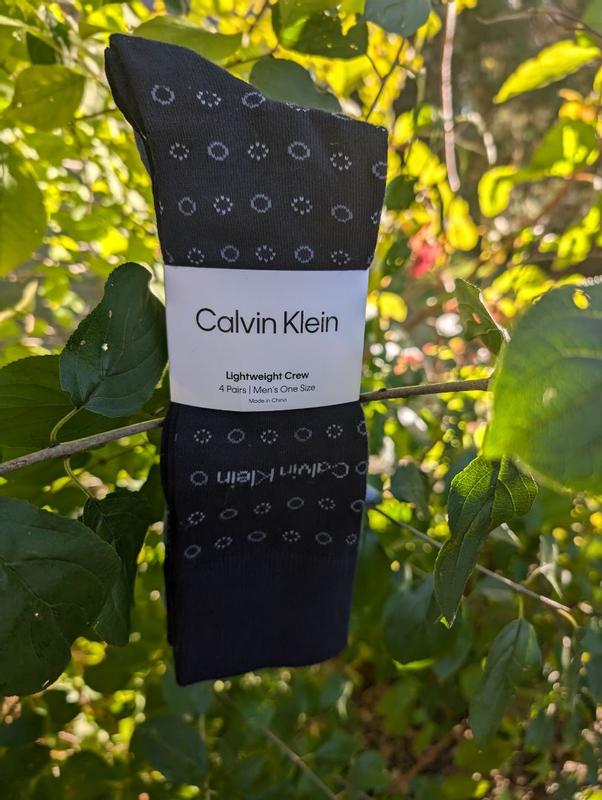 Calvin Klein
Lightweight Crew
4 Pairs | Men's One Size
Made in China
Calvin Klein